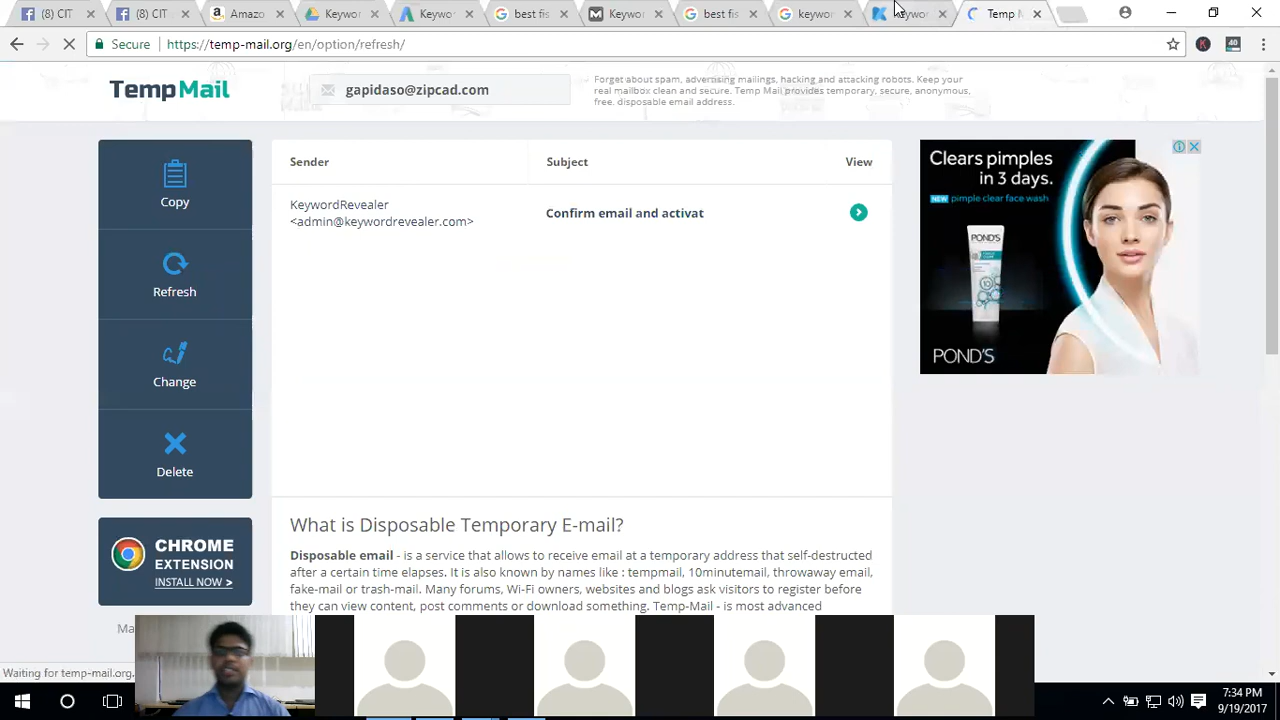 (8) CIT
(8) CIT
Amazo
Keywor
Keywor
best fis
Keywor
best fis
keywor
Keywor
Temp M
Secure
https://temp-mail.org/en/option/refresh/
40
TempMail
gapidaso@zipcad.com
Forget about spam, advertising mailings, hacking and attacking robots. Keep your
real mailbox clean and secure. Temp Mail provides temporary, secure, anonymous,
free, disposable email address.
Copy
Refresh
Change
Delete
Sender
Subject
View
KeywordRevealer
<admin@keywordrevealer.com>
Confirm email and activat
Clears pimples
in 3 days.
NEW pimple clear face wash
POND'S
POND'S
What is Disposable Temporary E-mail?
Disposable email - is a service that allows to receive email at a temporary address that self-destructed
after a certain time elapses. It is also known by names like : tempmail, 10minutemail, throwaway email,
fake-mail or trash-mail. Many forums, Wi-Fi owners, websites and blogs ask visitors to register before
they can view content, post comments or download something. Temp-Mail - is most advanced
CHROME
EXTENSION
INSTALL NOW >
Ma
Waiting for temp-mail.org
7:34 PM
9/19/2017